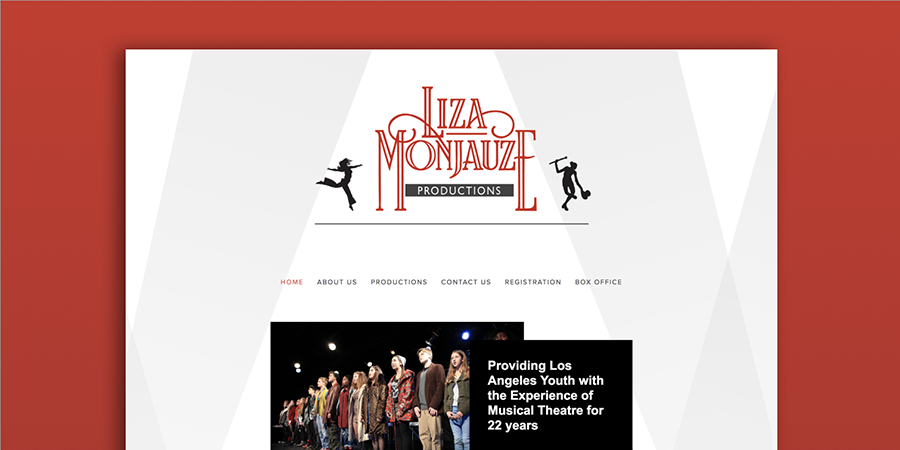 LIZA
MONJAUZE
PRODUCTIONS
HOME ABOUT US PRODUCTIONS CONTACT US REGISTRATION BOX OFFICE
Providing Los
Angeles Youth with
the Experience of
Musical Theatre for
22 years